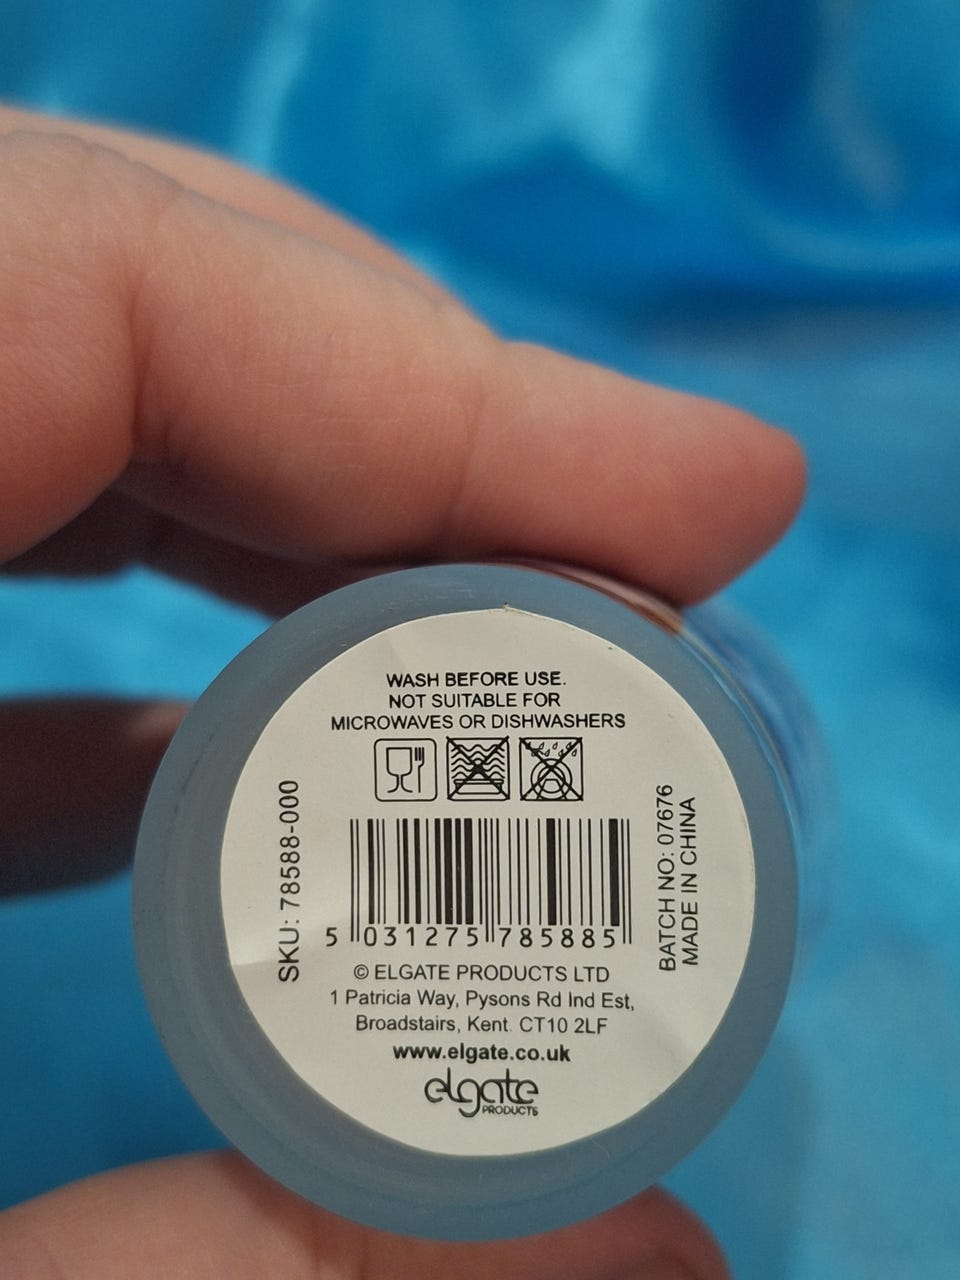 WASH BEFORE USE.
NOT SUITABLE FOR
MICROWAVES OR DISHWASHERS
SKU: 78588-000
BATCH NO: 07676
MADE IN CHINA
5 031275 785885
© ELGATE PRODUCTS LTD
1 Patricia Way, Pysons Rd Ind Est,
Broadstairs, Kent. CT10 2LF
www.elgate.co.uk
elgate
PRODUCTS